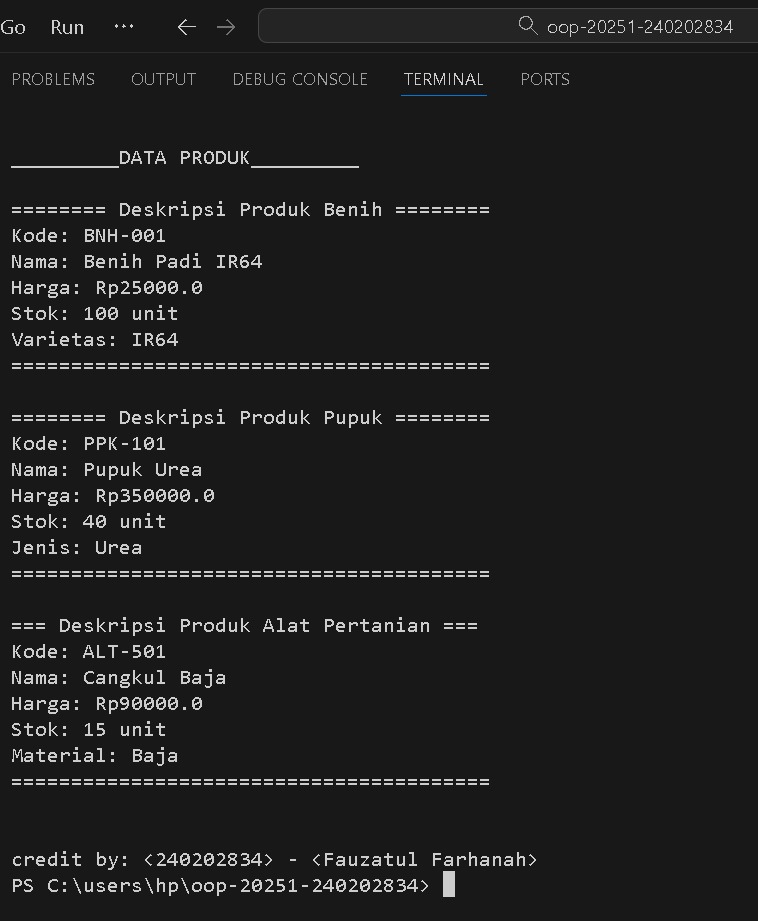 Go Run ··· ← → oop-20251-240202834
PROBLEMS OUTPUT DEBUG CONSOLE TERMINAL PORTS
_________DATA PRODUK_________
======== Deskripsi Produk Benih ========
Kode: BNH-001
Nama: Benih Padi IR64
Harga: Rp25000.0
Stok: 100 unit
Varietas: IR64
========================================
======== Deskripsi Produk Pupuk ========
Kode: PPK-101
Nama: Pupuk Urea
Harga: Rp350000.0
Stok: 40 unit
Jenis: Urea
========================================
=== Deskripsi Produk Alat Pertanian ===
Kode: ALT-501
Nama: Cangkul Baja
Harga: Rp90000.0
Stok: 15 unit
Material: Baja
========================================
credit by: <240202834> - <Fauzatul Farhanah>
PS C:\users\hp\oop-20251-240202834>